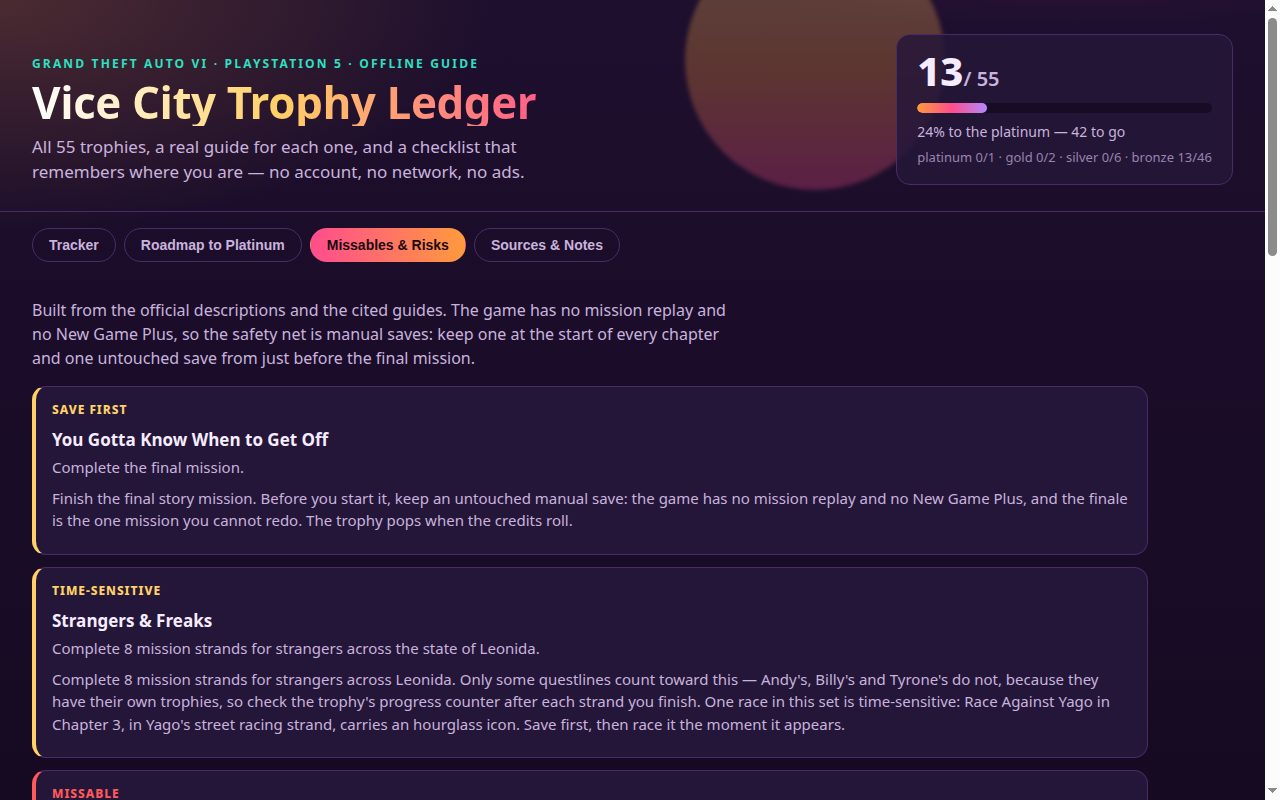 GRAND THEFT AUTO VI · PLAYSTATION 5 · OFFLINE GUIDE
Vice City Trophy Ledger
All 55 trophies, a real guide for each one, and a checklist that
remembers where you are — no account, no network, no ads.
13/ 55
24% to the platinum — 42 to go
platinum 0/1 · gold 0/2 · silver 0/6 · bronze 13/46
Tracker
Roadmap to Platinum
Missables & Risks
Sources & Notes
Built from the official descriptions and the cited guides. The game has no mission replay and
no New Game Plus, so the safety net is manual saves: keep one at the start of every chapter
and one untouched save from just before the final mission.
SAVE FIRST
You Gotta Know When to Get Off
Complete the final mission.
Finish the final story mission. Before you start it, keep an untouched manual save: the game has no mission replay and no New Game Plus, and the finale
is the one mission you cannot redo. The trophy pops when the credits roll.
TIME-SENSITIVE
Strangers & Freaks
Complete 8 mission strands for strangers across the state of Leonida.
Complete 8 mission strands for strangers across Leonida. Only some questlines count toward this — Andy's, Billy's and Tyrone's do not, because they
have their own trophies, so check the trophy's progress counter after each strand you finish. One race in this set is time-sensitive: Race Against Yago in
Chapter 3, in Yago's street racing strand, carries an hourglass icon. Save first, then race it the moment it appears.
MISSABLE